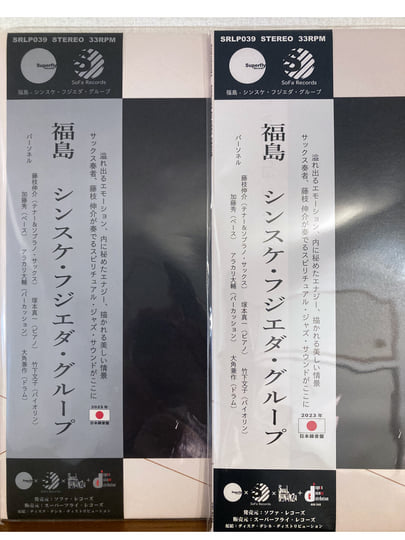 SRLP039 STEREO 33RPM
Superfly
SoFa Records
福島 - シンスケ・フジエダ・グループ
溢れ出るエモーション、内に秘めたエナジー、描かれる美しい情景
サックス奏者、藤枝 伸介が奏でるスピリチュアル・ジャズ・サウンドがここに
福島 シンスケ・フジエダ・グループ
パーソネル
藤枝伸介（テナー&ソプラノ・サックス） 塚本真一（ピアノ） 竹下文子（バイオリン）
加藤秀（ベース） アラカリ大輔（パーカッション） 大角兼作（ドラム）
2023年
日本録音盤
発売元：ソファ・レコーズ
販売元：スーパーフライ・レコーズ
SRLP039 STEREO 33RPM
Superfly
SoFa Records
福島 - シンスケ・フジエダ・グループ
溢れ出るエモーション、内に秘めたエナジー、描かれる美しい情景
サックス奏者、藤枝 伸介が奏でるスピリチュアル・ジャズ・サウンドがここに
福島 シンスケ・フジエダ・グループ
パーソネル
藤枝伸介（テナー&ソプラノ・サックス） 塚本真一（ピアノ） 竹下文子（バイオリン）
加藤秀（ベース） アラカリ大輔（パーカッション） 大角兼作（ドラム）
2023年
日本録音盤
発売元：ソファ・レコーズ
販売元：スーパーフライ・レコーズ